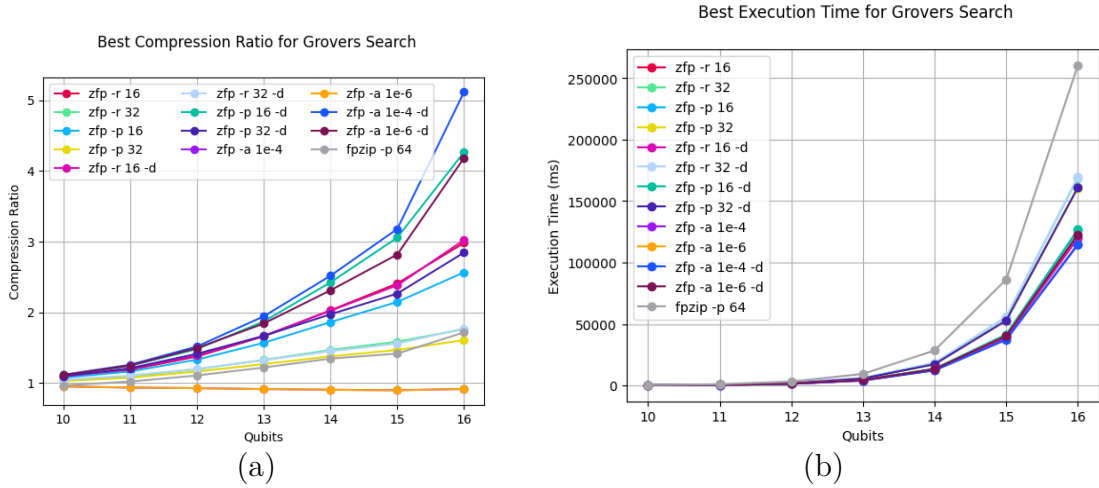 Best Compression Ratio for Grovers Search
zfp -r 16
zfp -r 32
zfp -p 16
zfp -p 32
zfp -r 16 -d
zfp -r 32 -d
zfp -p 16 -d
zfp -p 32 -d
zfp -a 1e-4
zfp -a 1e-6
zfp -a 1e-4 -d
zfp -a 1e-6 -d
fpzip -p 64
Compression Ratio
5
4
3
2
1
10 11 12 13 14 15 16
Qubits
(a)
Best Execution Time for Grovers Search
zfp -r 16
zfp -r 32
zfp -p 16
zfp -p 32
zfp -r 16 -d
zfp -r 32 -d
zfp -p 16 -d
zfp -p 32 -d
zfp -a 1e-4
zfp -a 1e-6
zfp -a 1e-4 -d
zfp -a 1e-6 -d
fpzip -p 64
Execution Time (ms)
250000
200000
150000
100000
50000
0
10 11 12 13 14 15 16
Qubits
(b)